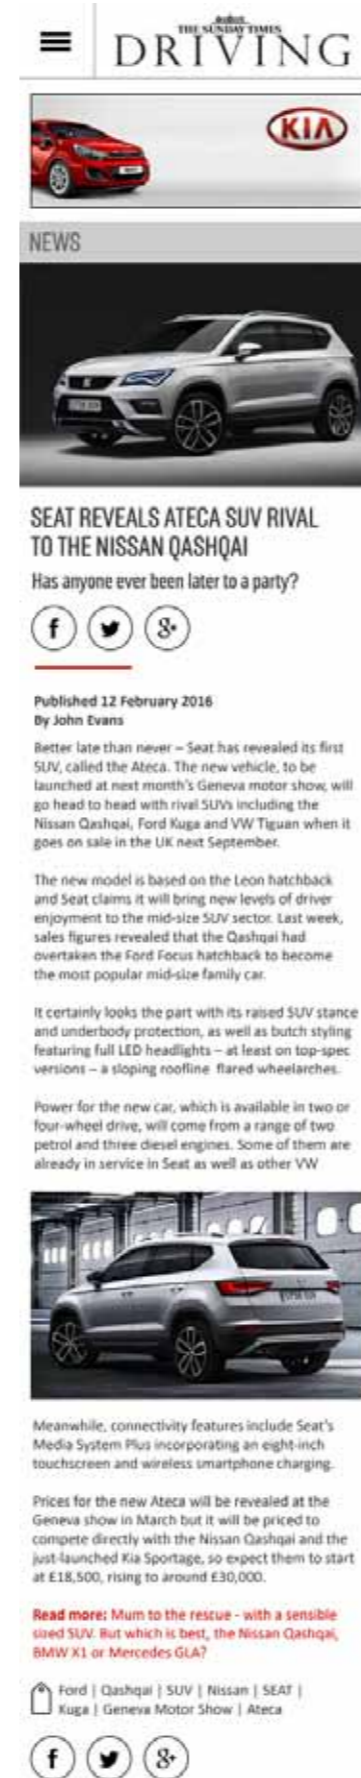 THE SUNDAY TIMES
DRIVING
KIA
NEWS
SEAT REVEALS ATECA SUV RIVAL
TO THE NISSAN QASHQAI
Has anyone ever been later to a party?
f
8+
Published 12 February 2016
By John Evans
Better late than never – Seat has revealed its first
SUV, called the Ateca. The new vehicle, to be
launched at next month's Geneva motor show, will
go head to head with rival SUVs including the
Nissan Qashqai, Ford Kuga and VW Tiguan when it
goes on sale in the UK next September.
The new model is based on the Leon hatchback
and Seat claims it will bring new levels of driver
enjoyment to the mid-size SUV sector. Last week,
sales figures revealed that the Qashqai had
overtaken the Ford Focus hatchback to become
the most popular mid-size family car.
It certainly looks the part with its raised SUV stance
and underbody protection, as well as butch styling
featuring full LED headlights – at least on top-spec
versions – a sloping roofline flared wheelarches.
Power for the new car, which is available in two or
four-wheel drive, will come from a range of two
petrol and three diesel engines. Some of them are
already in service in Seat as well as other VW
Meanwhile, connectivity features include Seat's
Media System Plus incorporating an eight-inch
touchscreen and wireless smartphone charging.
Prices for the new Ateca will be revealed at the
Geneva show in March but it will be priced to
compete directly with the Nissan Qashqai and the
just-launched Kia Sportage, so expect them to start
at £18,500, rising to around £30,000.
Read more: Mum to the rescue - with a sensible
sized SUV. But which is best, the Nissan Qashqai,
BMW X1 or Mercedes GLA?
Ford | Qashqai | SUV | Nissan | SEAT |
Kuga | Geneva Motor Show | Ateca
f
8+